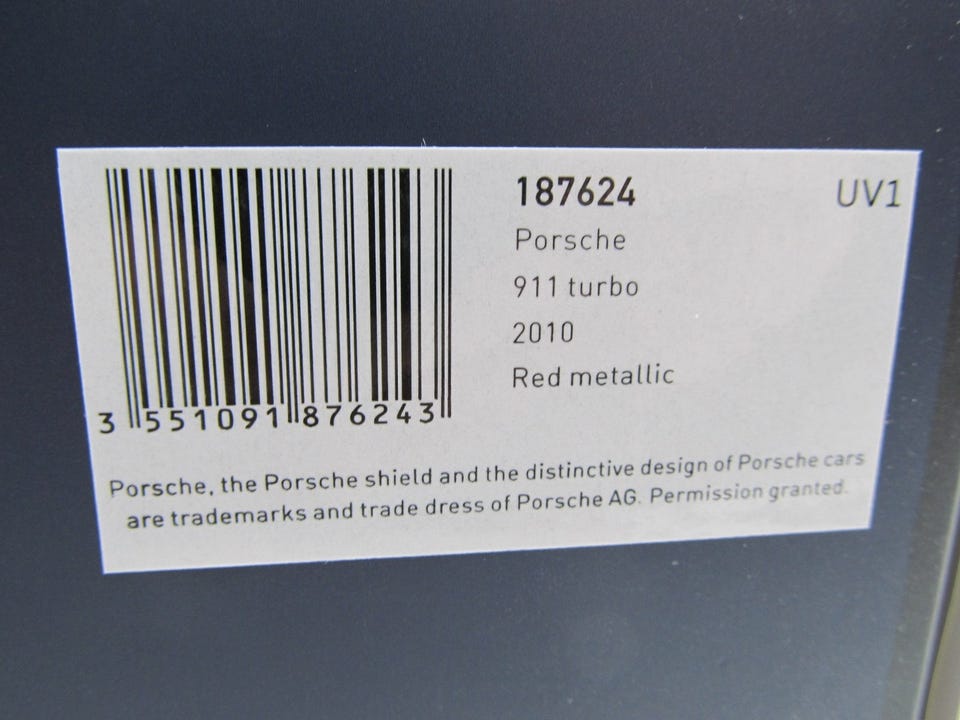 187624
UV1
Porsche
911 turbo
2010
Red metallic
3 551091 876243
Porsche, the Porsche shield and the distinctive design of Porsche cars
are trademarks and trade dress of Porsche AG. Permission granted.